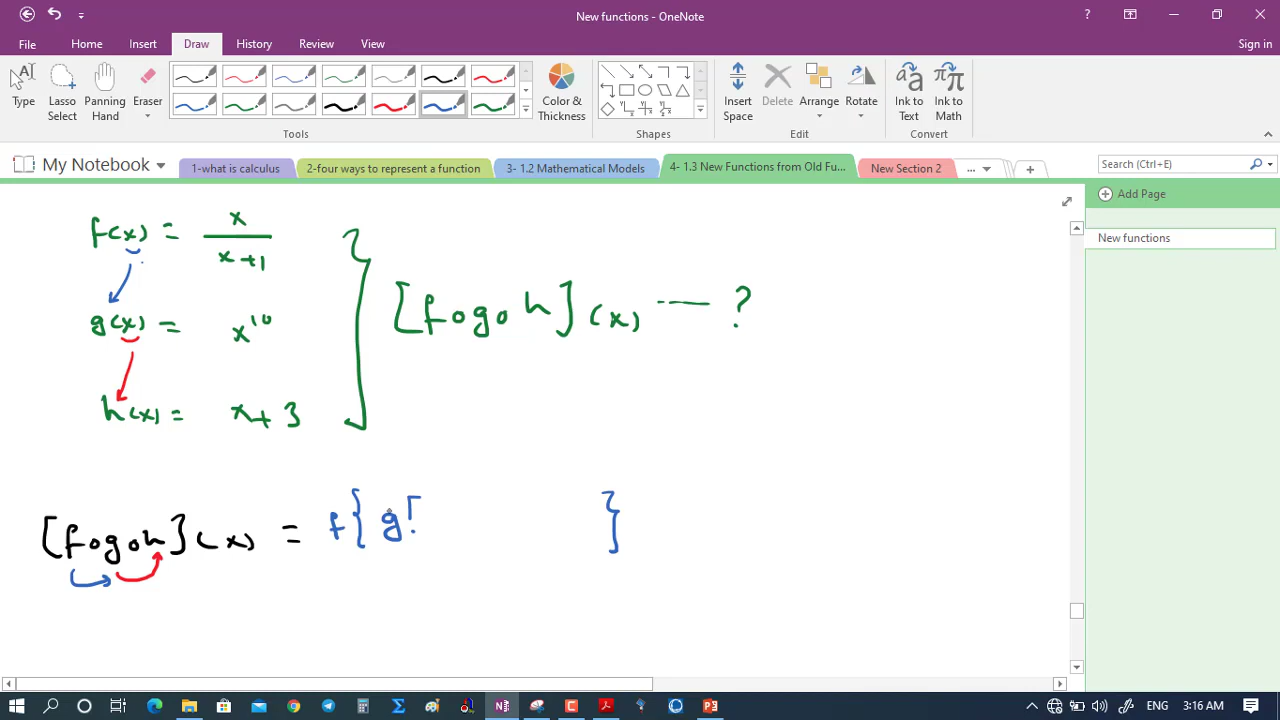 New functions - OneNote
? Sign in
File Home Insert Draw History Review View
Type Lasso Select Panning Hand Eraser Color & Thickness Insert Space Delete Arrange Rotate Ink to Text Ink to Math
Tools Shapes Edit Convert
My Notebook 1-what is calculus 2-four ways to represent a function 3- 1.2 Mathematical Models 4- 1.3 New Functions from Old Fu... New Section 2 ... Search (Ctrl+E)
Add Page
New functions
f(x) = x / x+1
[fogoh](x) — ?
g(x) = x¹⁰
h(x) = x+3
[fogoh](x) = f{ g[ }
ENG 3:16 AM